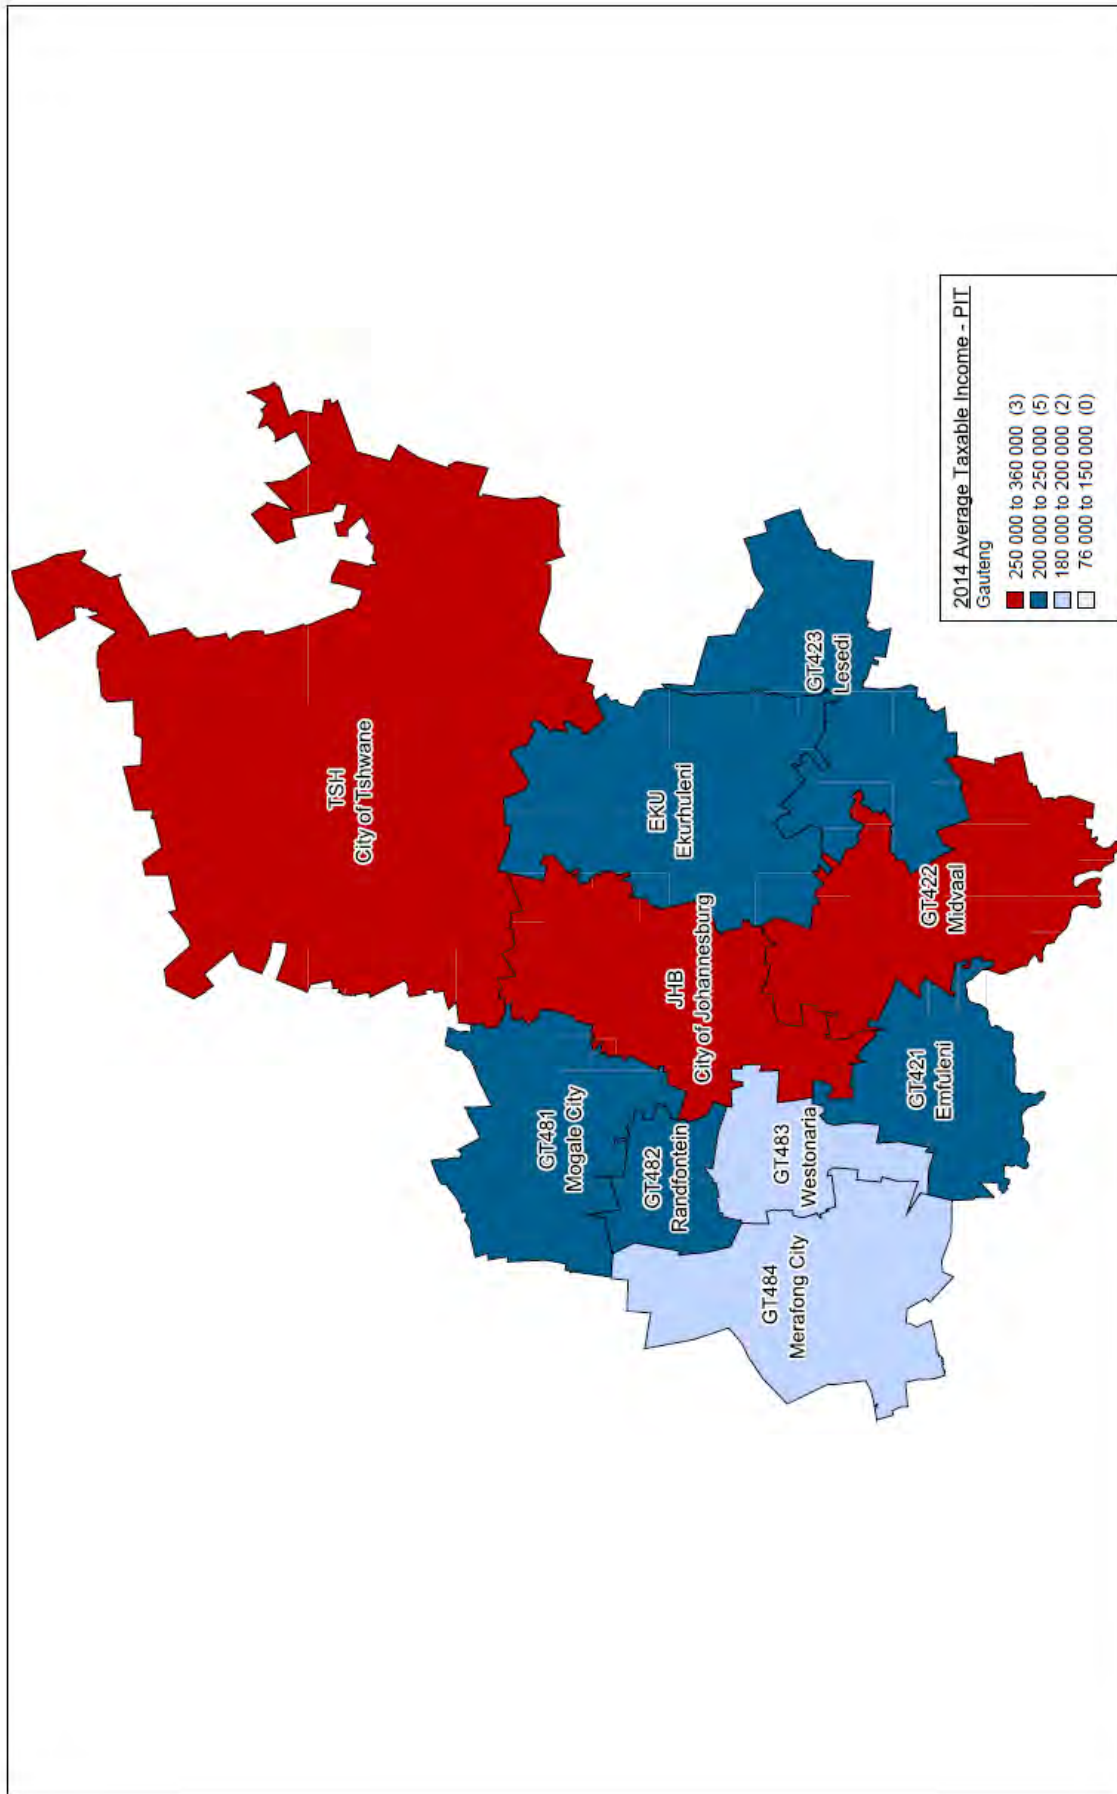 TSH
City of Tshwane
GT481
Mogale City
GT482
Randfontein
JHB
City of Johannesburg
EKU
Ekurhuleni
GT423
Lesedi
GT484
Merafong City
GT483
Westonaria
GT421
Emfuleni
GT422
Midvaal
2014 Average Taxable Income - PIT
Gauteng
250 000 to 360 000 (3)
200 000 to 250 000 (5)
180 000 to 200 000 (2)
76 000 to 150 000 (0)